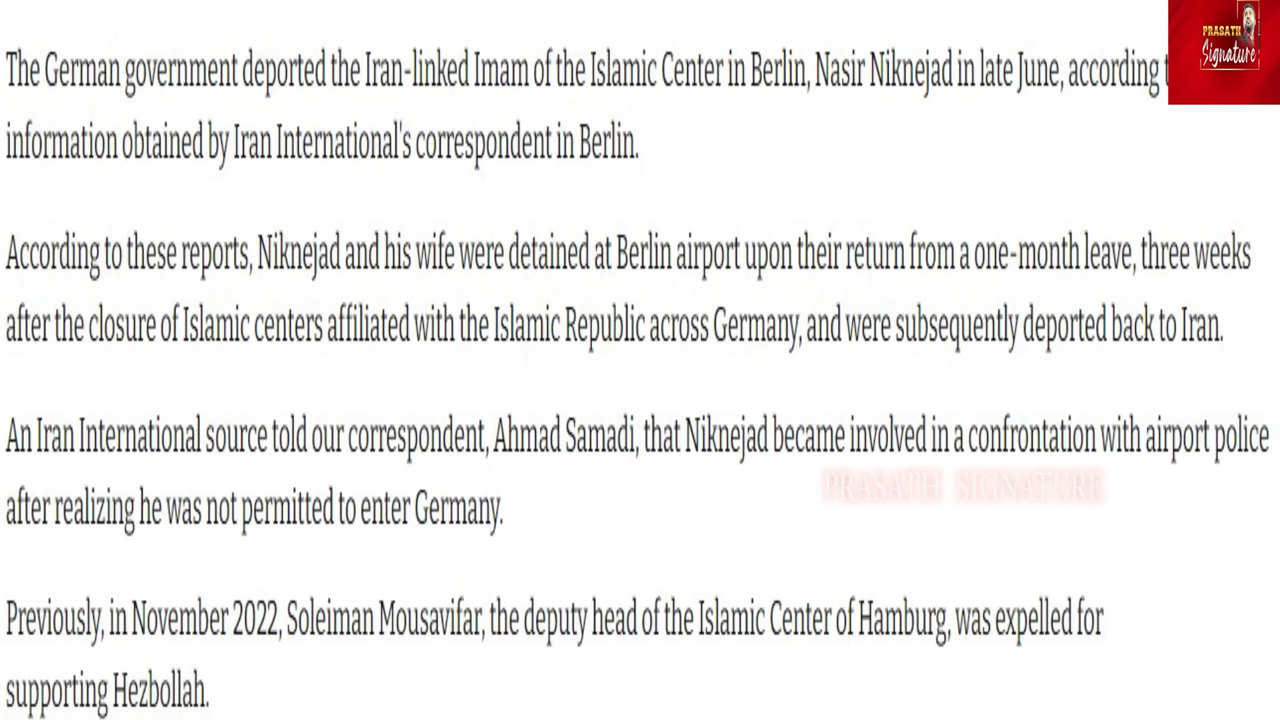 The German government deported the Iran-linked Imam of the Islamic Center in Berlin, Nasir Niknejad in late June, according
PRASATH
Signature
information obtained by Iran International's correspondent in Berlin.
According to these reports, Niknejad and his wife were detained at Berlin airport upon their return from a one-month leave, three weeks
after the closure of Islamic centers affiliated with the Islamic Republic across Germany, and were subsequently deported back to Iran.
An Iran International source told our correspondent, Ahmad Samadi, that Niknejad became involved in a confrontation with airport police
PRASATH SIGNATURE
after realizing he was not permitted to enter Germany.
Previously, in November 2022, Soleiman Mousavifar, the deputy head of the Islamic Center of Hamburg, was expelled for
supporting Hezbollah.